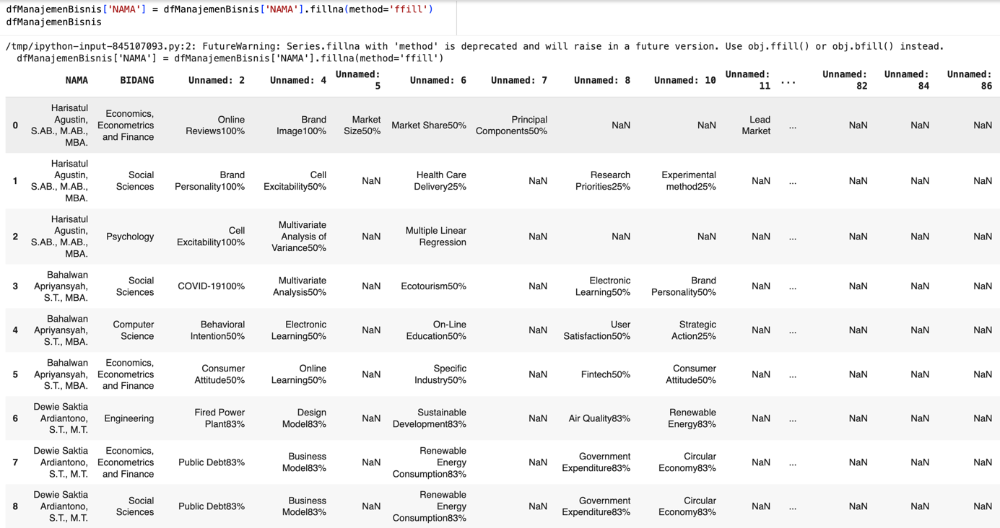 dfManajemenBisnis['NAMA'] = dfManajemenBisnis['NAMA'].fillna(method='ffill')
dfManajemenBisnis
/tmp/ipython-input-845107093.py:2: FutureWarning: Series.fillna with 'method' is deprecated and will raise in a future version. Use obj.ffill() or obj.bfill() instead.
dfManajemenBisnis['NAMA'] = dfManajemenBisnis['NAMA'].fillna(method='ffill')
NAMA BIDANG Unnamed: 2 Unnamed: 4 Unnamed: 5 Unnamed: 6 Unnamed: 7 Unnamed: 8 Unnamed: 10 Unnamed: 11 ... Unnamed: 82 Unnamed: 84 Unnamed: 86
0 Harisatul Agustin, S.AB., M.AB., MBA. Economics, Econometrics and Finance Online Reviews100% Brand Image100% Market Size50% Market Share50% Principal Components50% NaN NaN Lead Market ... NaN NaN NaN
1 Harisatul Agustin, S.AB., M.AB., MBA. Social Sciences Brand Personality100% Cell Excitability50% NaN Health Care Delivery25% NaN Research Priorities25% Experimental method25% NaN ... NaN NaN NaN
2 Harisatul Agustin, S.AB., M.AB., MBA. Psychology Cell Excitability100% Multivariate Analysis of Variance50% NaN Multiple Linear Regression NaN NaN NaN NaN ... NaN NaN NaN
3 Bahalwan Apriyansyah, S.T., MBA. Social Sciences COVID-19100% Multivariate Analysis50% NaN Ecotourism50% NaN Electronic Learning50% Brand Personality50% NaN ... NaN NaN NaN
4 Bahalwan Apriyansyah, S.T., MBA. Computer Science Behavioral Intention50% Electronic Learning50% NaN On-Line Education50% NaN User Satisfaction50% Strategic Action25% NaN ... NaN NaN NaN
5 Bahalwan Apriyansyah, S.T., MBA. Economics, Econometrics and Finance Consumer Attitude50% Online Learning50% NaN Specific Industry50% NaN Fintech50% Consumer Attitude50% NaN ... NaN NaN NaN
6 Dewie Saktia Ardiantono, S.T., M.T. Engineering Fired Power Plant83% Design Model83% NaN Sustainable Development83% NaN Air Quality83% Renewable Energy83% NaN ... NaN NaN NaN
7 Dewie Saktia Ardiantono, S.T., M.T. Economics, Econometrics and Finance Public Debt83% Business Model83% NaN Renewable Energy Consumption83% NaN Government Expenditure83% Circular Economy83% NaN ... NaN NaN NaN
8 Dewie Saktia Ardiantono, S.T., M.T. Social Sciences Public Debt83% Business Model83% NaN Renewable Energy Consumption83% NaN Government Expenditure83% Circular Economy83% NaN ... NaN NaN NaN